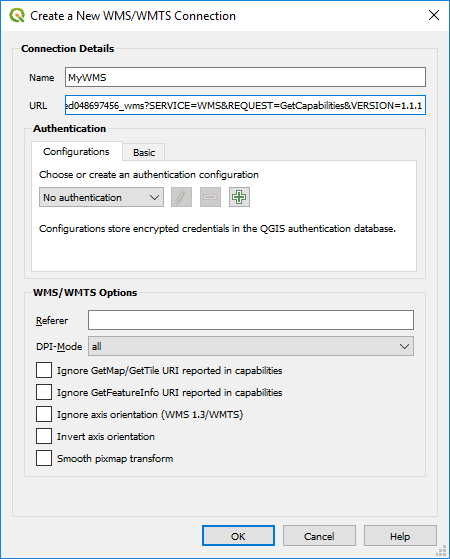 Create a New WMS/WMTS Connection
Connection Details
Name MyWMS
URL ed048697456_wms?SERVICE=WMS&REQUEST=GetCapabilities&VERSION=1.1.1
Authentication
Configurations Basic
Choose or create an authentication configuration
No authentication
Configurations store encrypted credentials in the QGIS authentication database.
WMS/WMTS Options
Referer
DPI-Mode all
Ignore GetMap/GetTile URI reported in capabilities
Ignore GetFeatureInfo URI reported in capabilities
Ignore axis orientation (WMS 1.3/WMTS)
Invert axis orientation
Smooth pixmap transform
OK Cancel Help